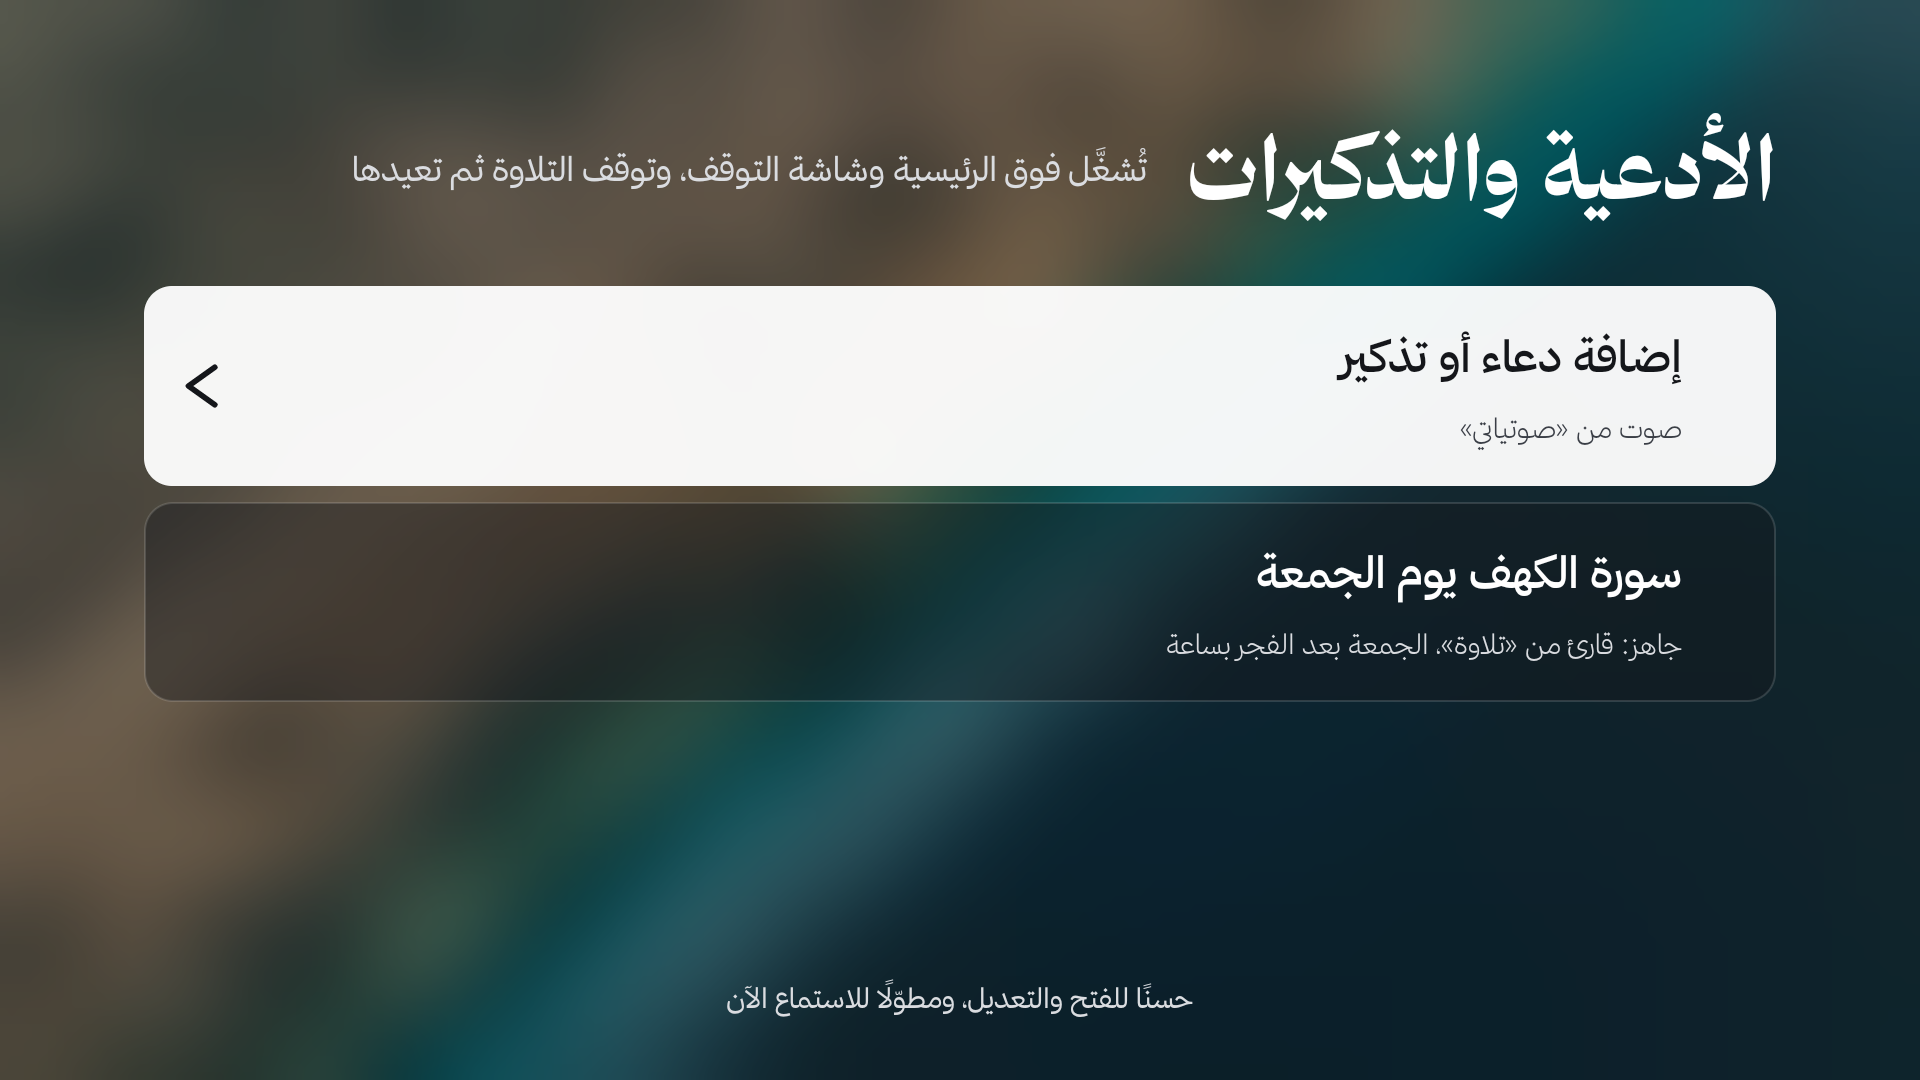 الأدعية والتذكيرات
تُشغَّل فوق الرئيسية وشاشة التوقف، وتوقف التلاوة ثم تعيدها
إضافة دعاء أو تذكير
صوت من «صوتياتي»
سورة الكهف يوم الجمعة
جاهز: قارئ من «تلاوة»، الجمعة بعد الفجر بساعة
حسنًا للفتح والتعديل، ومطوّلًا للاستماع الآن